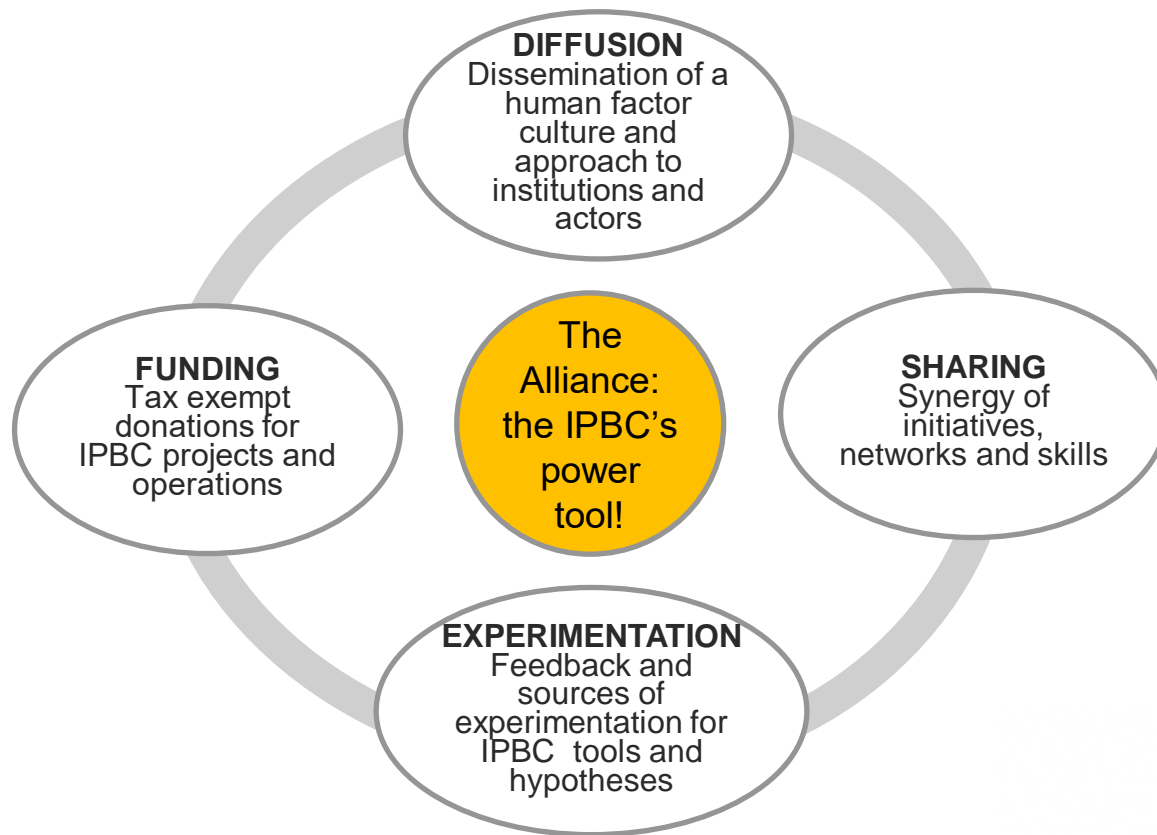 DIFFUSION
Dissemination of a
human factor
culture and
approach to
institutions and
actors
FUNDING
Tax exempt
donations for
IPBC projects and
operations
The
Alliance:
the IPBC’s
power
tool!
SHARING
Synergy of
initiatives,
networks and skills
EXPERIMENTATION
Feedback and
sources of
experimentation for
IPBC  tools and
hypotheses